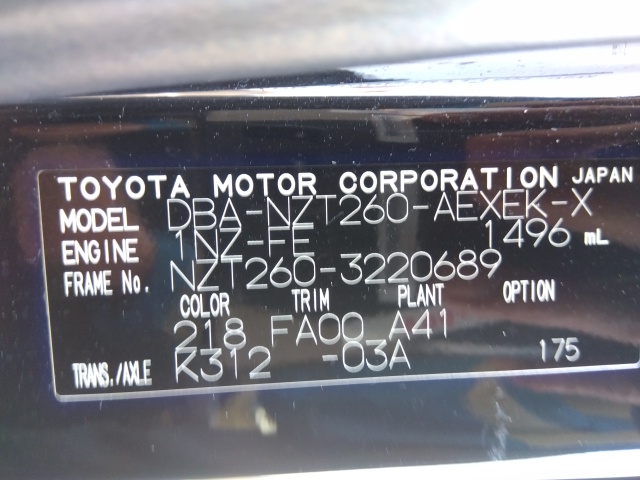 TOYOTA MOTOR CORPORATION JAPAN
MODEL DBA-NZT260-AEXEK-X
ENGINE 1NZ-FE 1496 mL
FRAME No. NZT260-3220689
COLOR TRIM PLANT OPTION
218 FA00 A41
TRANS./AXLE K312 -03A 175